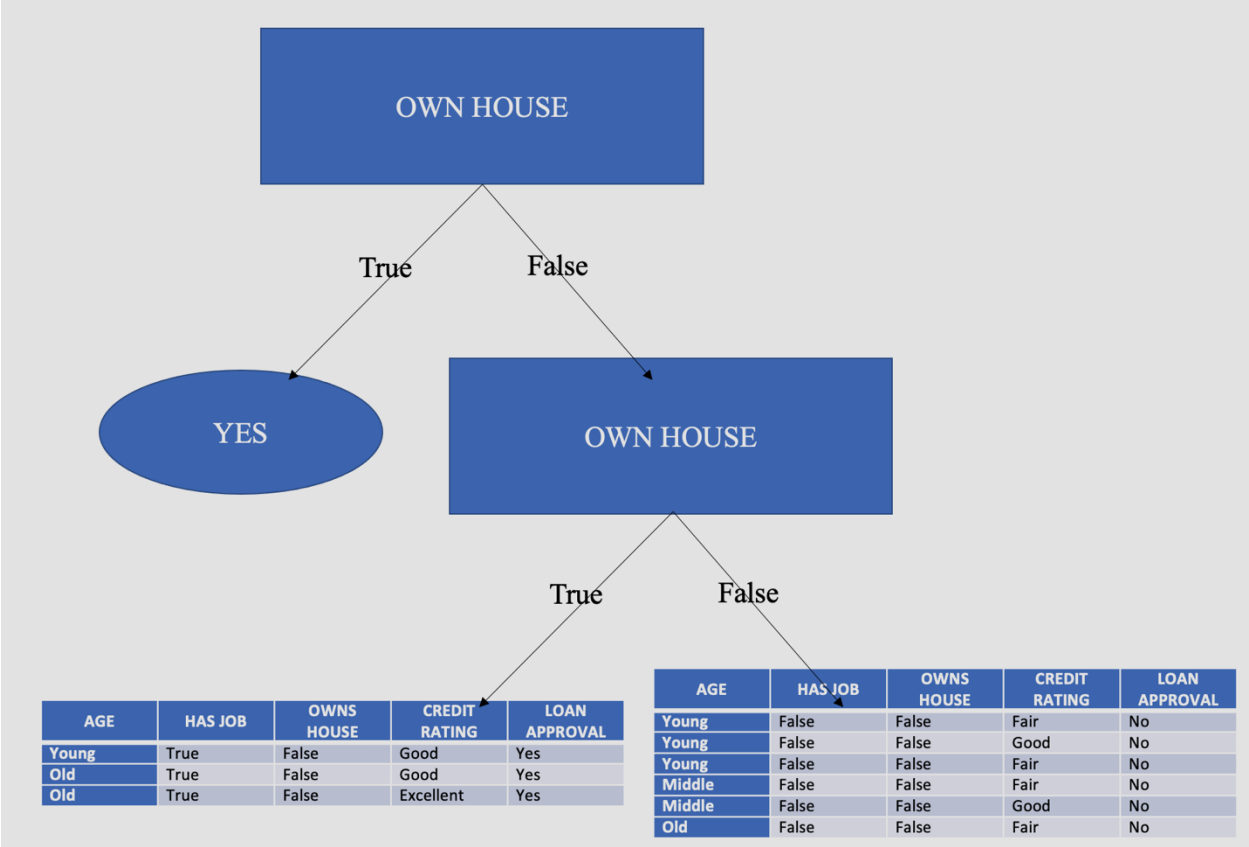 OWN HOUSE
True
False
YES
OWN HOUSE
True
False
AGE HAS JOB OWNS HOUSE CREDIT RATING LOAN APPROVAL
Young True False Good Yes
Old True False Good Yes
Old True False Excellent Yes
AGE HAS JOB OWNS HOUSE CREDIT RATING LOAN APPROVAL
Young False False Fair No
Young False False Good No
Young False False Fair No
Middle False False Fair No
Middle False False Good No
Old False False Fair No